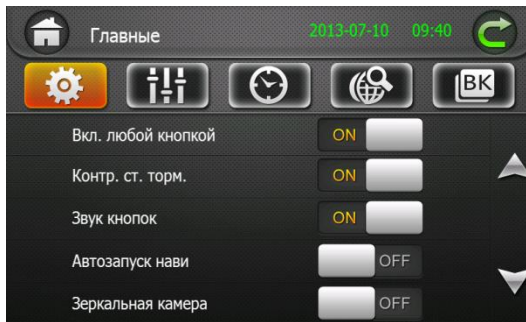 Главные 2013-07-10 09:40
BK
Вкл. любой кнопкой ON
Контр. ст. торм. ON
Звук кнопок ON
Автозапуск нави OFF
Зеркальная камера OFF